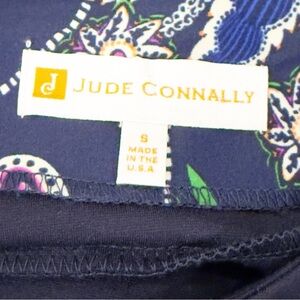 J JUDE CONNALLY
S
MADE
IN THE
U.S.A.